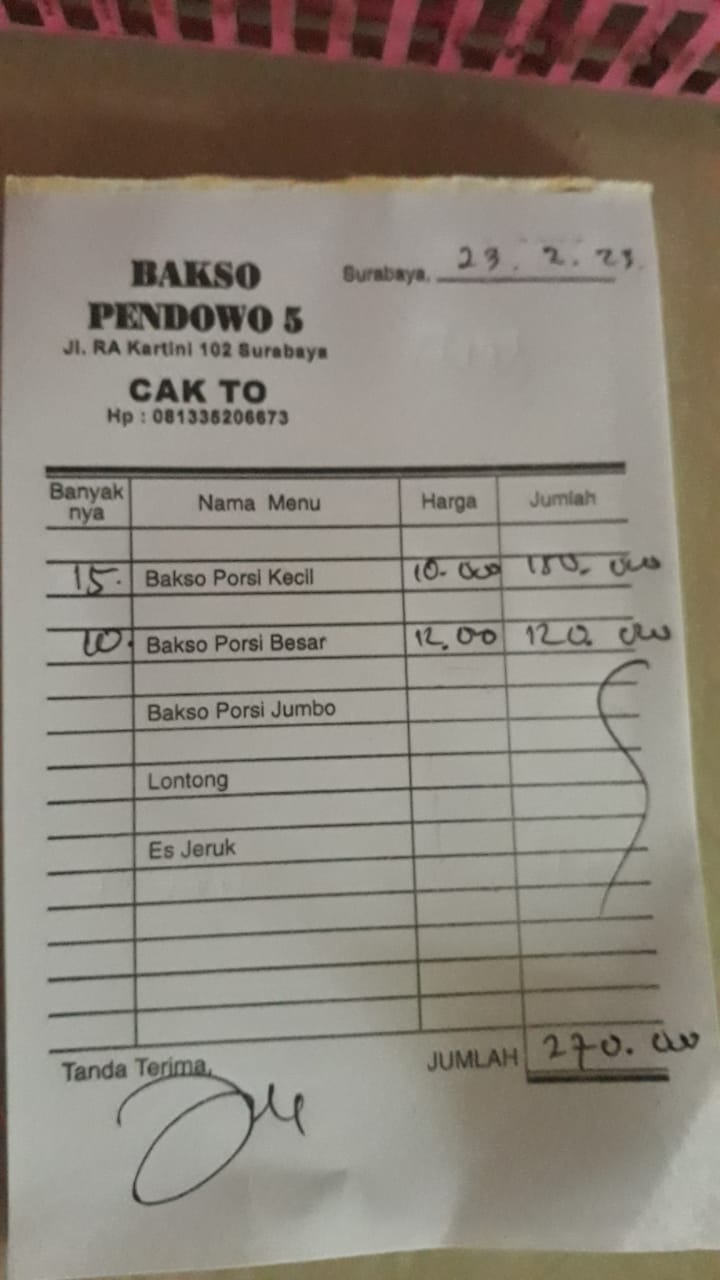 BAKSO
PENDOWO 5
Jl. RA Kartini 102 Surabaya
CAK TO
Hp : 081335206673
Surabaya, 23. 2. 23.
Banyak nya Nama Menu Harga Jumlah
15. Bakso Porsi Kecil 10.000 150.000
10. Bakso Porsi Besar 12.00 120.000
Bakso Porsi Jumbo
Lontong
Es Jeruk
Tanda Terima, JUMLAH 270.000